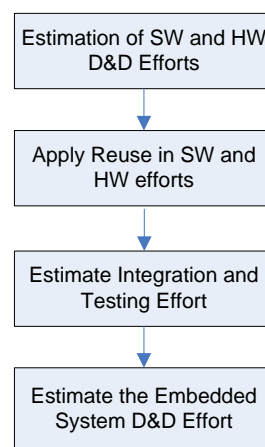 Estimation of SW and HW
D&D Efforts
Apply Reuse in SW and
HW efforts
Estimate Integration and
Testing Effort
Estimate the Embedded
System D&D Effort